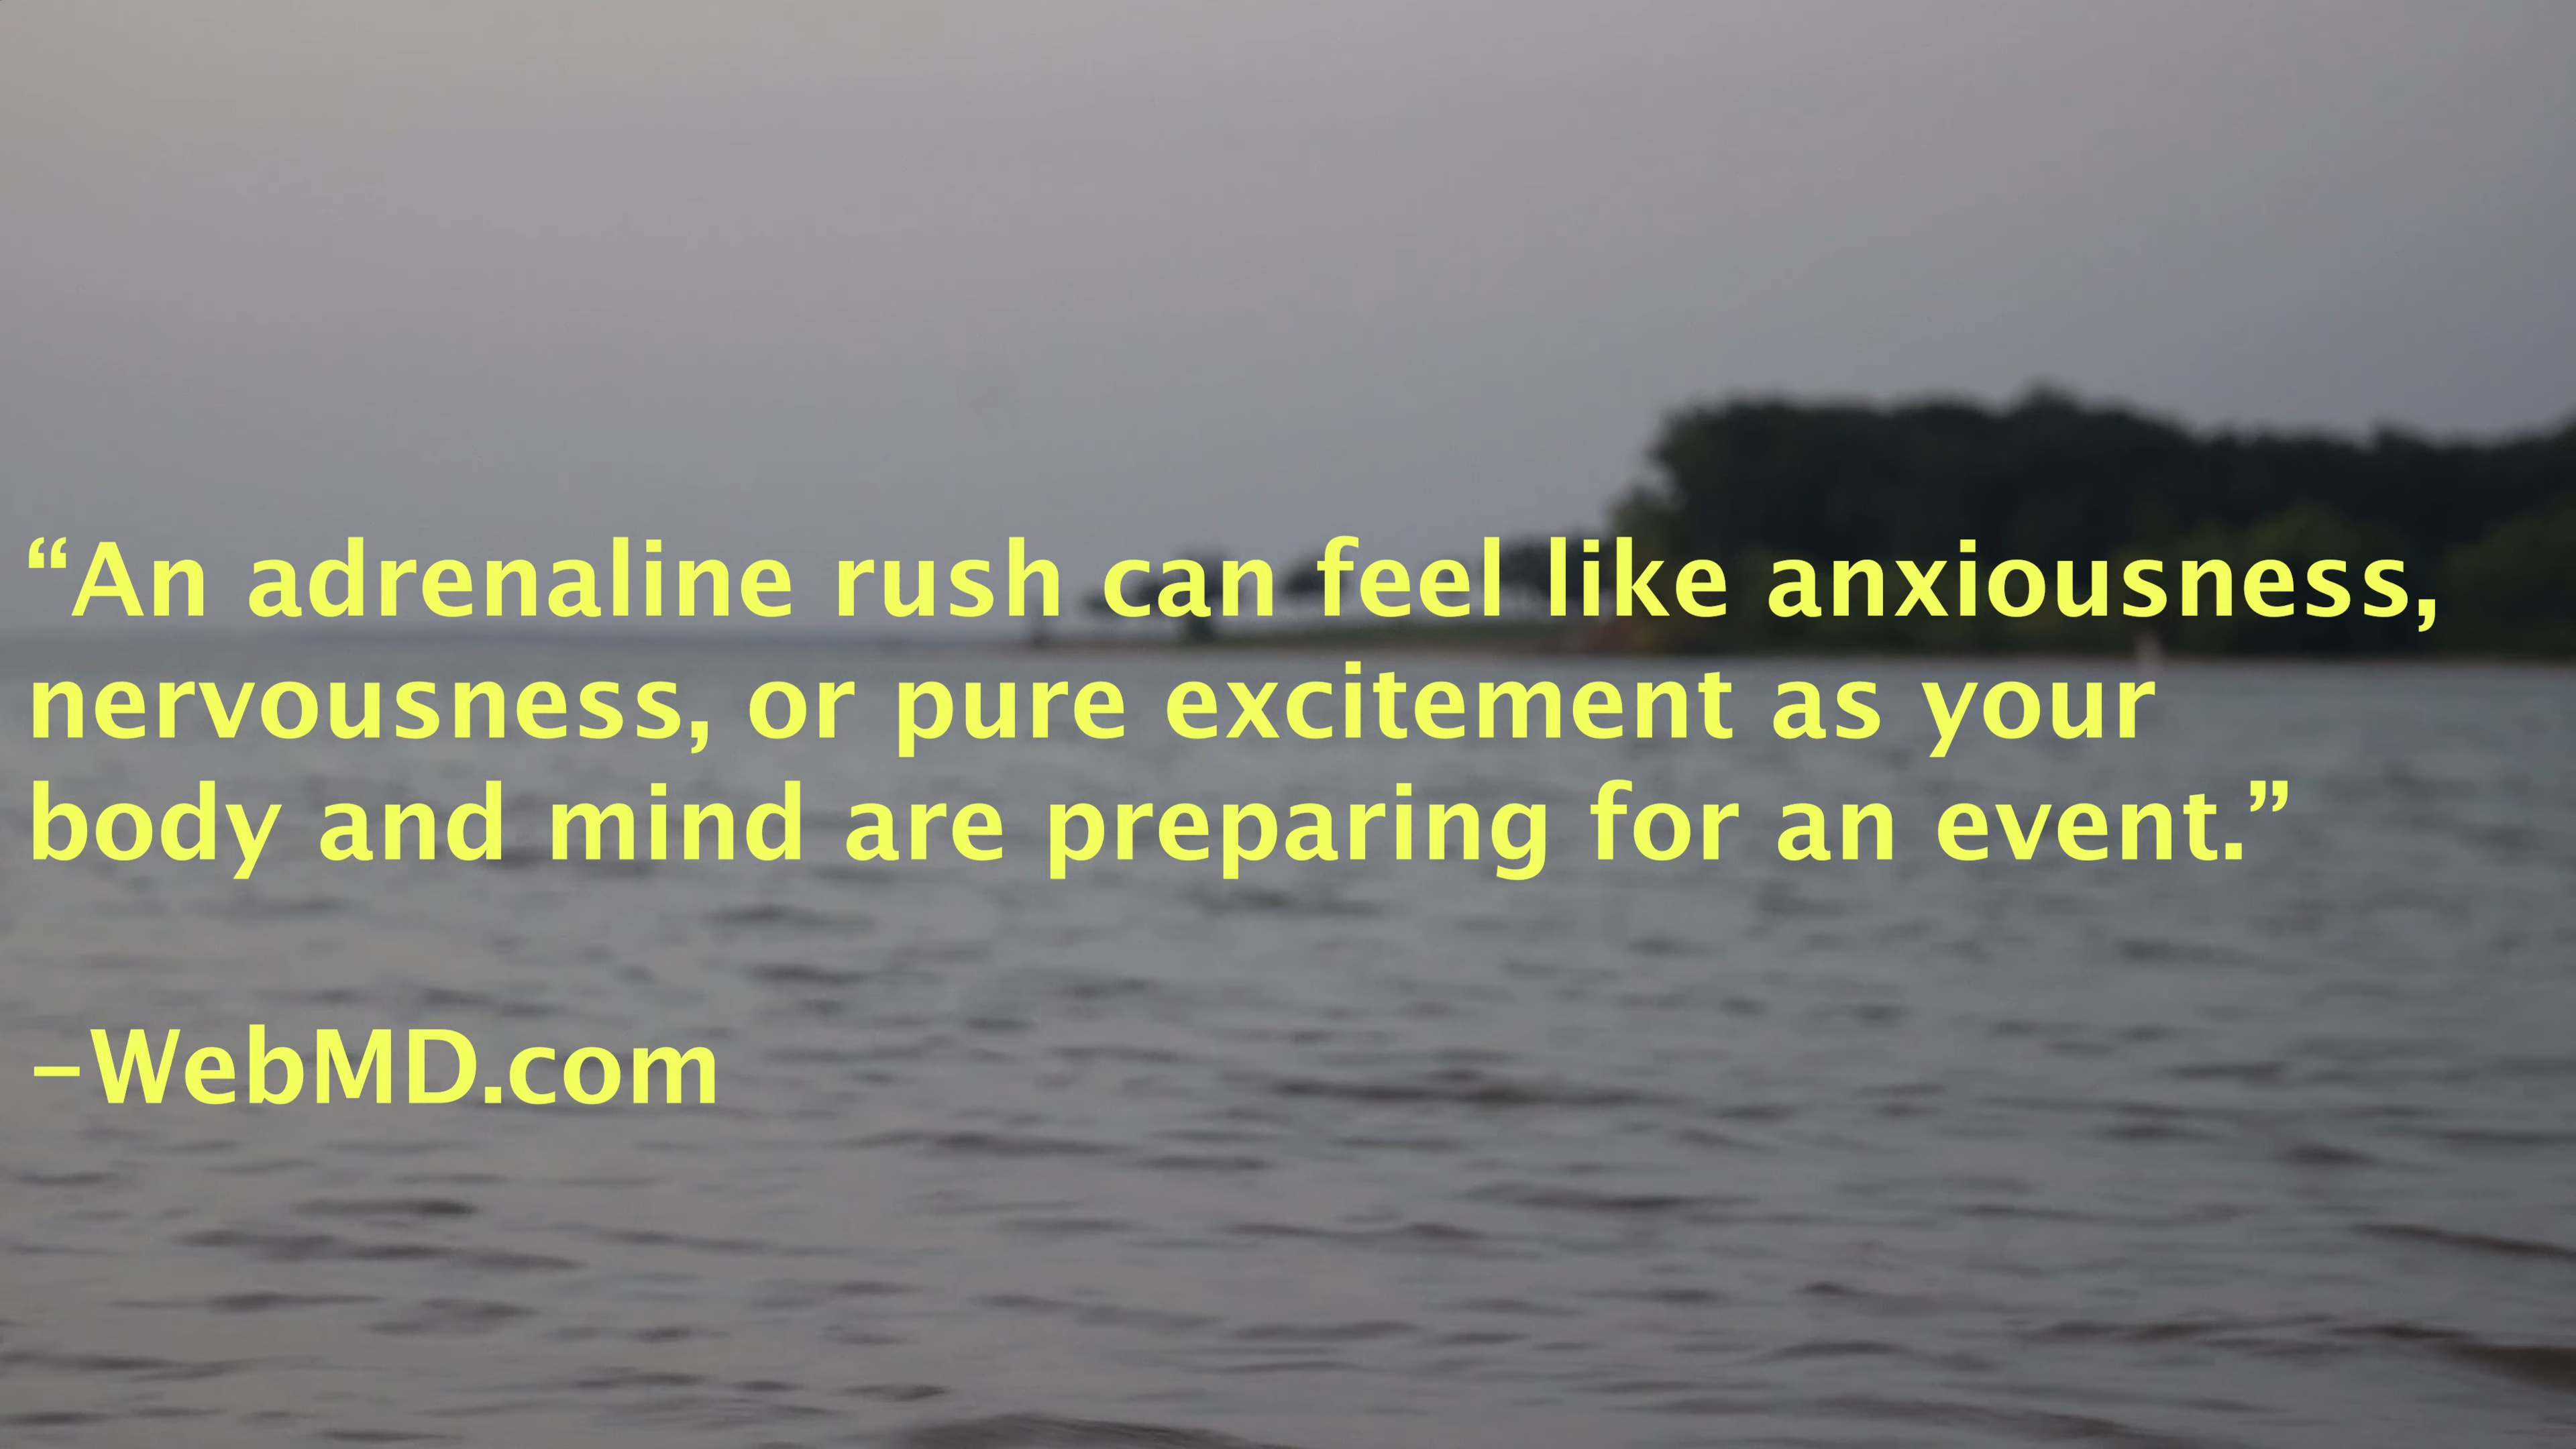 “An adrenaline rush can feel like anxiousness,
nervousness, or pure excitement as your
body and mind are preparing for an event.”
-WebMD.com